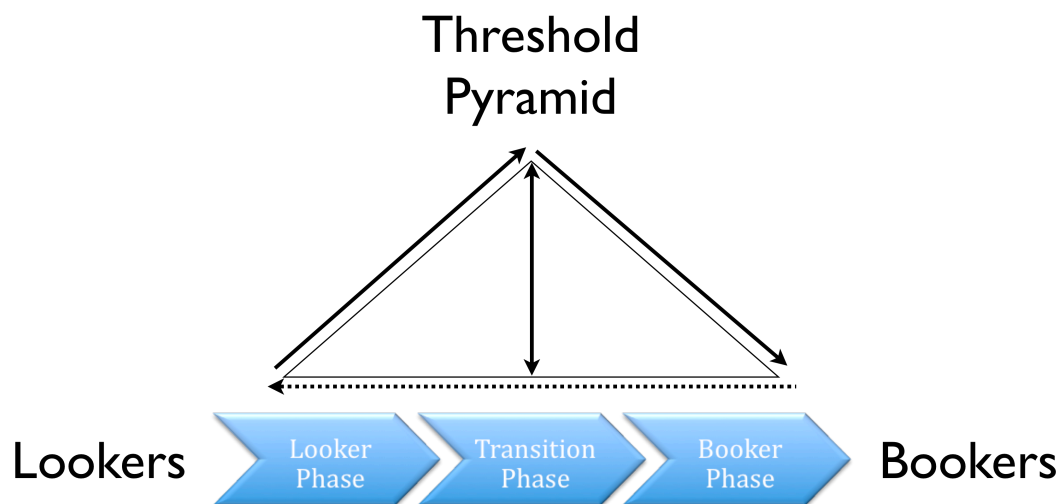 Threshold
Pyramid
Lookers
Looker
Phase
Transition
Phase
Booker
Phase
Bookers